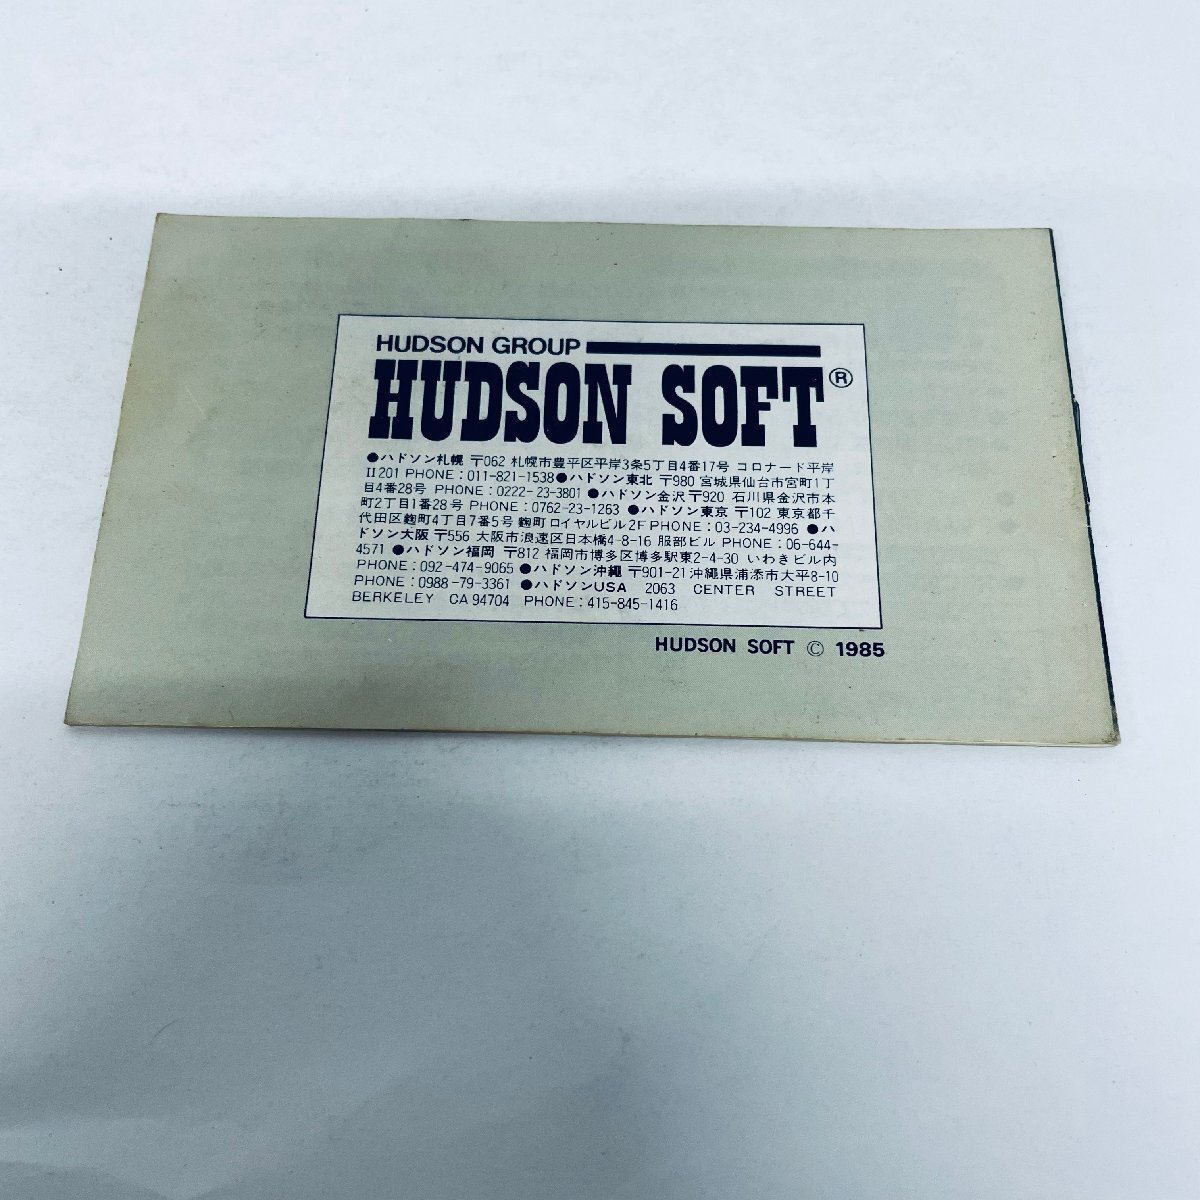 HUDSON GROUP
HUDSON SOFT®
●ハドソン札幌 〒062 札幌市豊平区平岸3条5丁目4番17号 コロナード平岸
II201 PHONE：011-821-1538●ハドソン東北 〒980 宮城県仙台市宮町1丁
目4番28号 PHONE：0222-23-3801 ●ハドソン金沢〒920 石川県金沢市本
町2丁目1番28号 PHONE：0762-23-1263 ●ハドソン東京 〒102 東京都千
代田区麹町4丁目7番5号 麹町ロイヤルビル2F PHONE：03-234-4996 ●ハ
ドソン大阪 〒556 大阪市浪速区日本橋4-8-16 服部ビル PHONE：06-644-
4571 ●ハドソン福岡 〒812 福岡市博多区博多駅東2-4-30 いわきビル内
PHONE：092-474-9065●ハドソン沖繩 〒901-21沖繩県浦添市大平8-10
PHONE：0988-79-3361 ●ハドソンUSA 2063 CENTER STREET
BERKELEY CA 94704 PHONE：415-845-1416
HUDSON SOFT © 1985